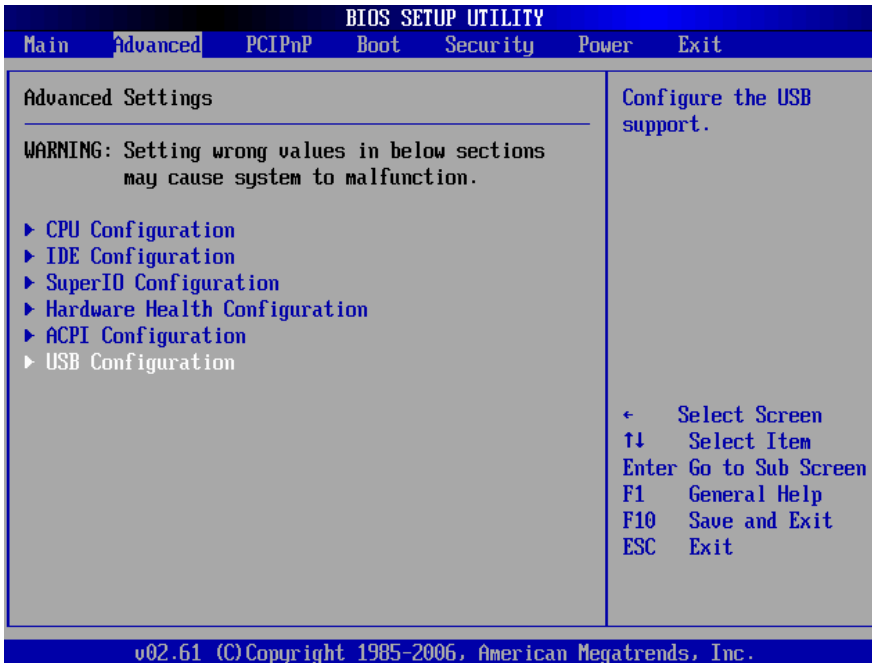 BIOS SETUP UTILITY
Main Advanced PCIPnP Boot Security Power Exit
Advanced Settings
WARNING: Setting wrong values in below sections
may cause system to malfunction.
▶ CPU Configuration
▶ IDE Configuration
▶ SuperIO Configuration
▶ Hardware Health Configuration
▶ ACPI Configuration
▶ USB Configuration
Configure the USB
support.
← Select Screen
↑↓ Select Item
Enter Go to Sub Screen
F1 General Help
F10 Save and Exit
ESC Exit
v02.61 (C)Copyright 1985-2006, American Megatrends, Inc.